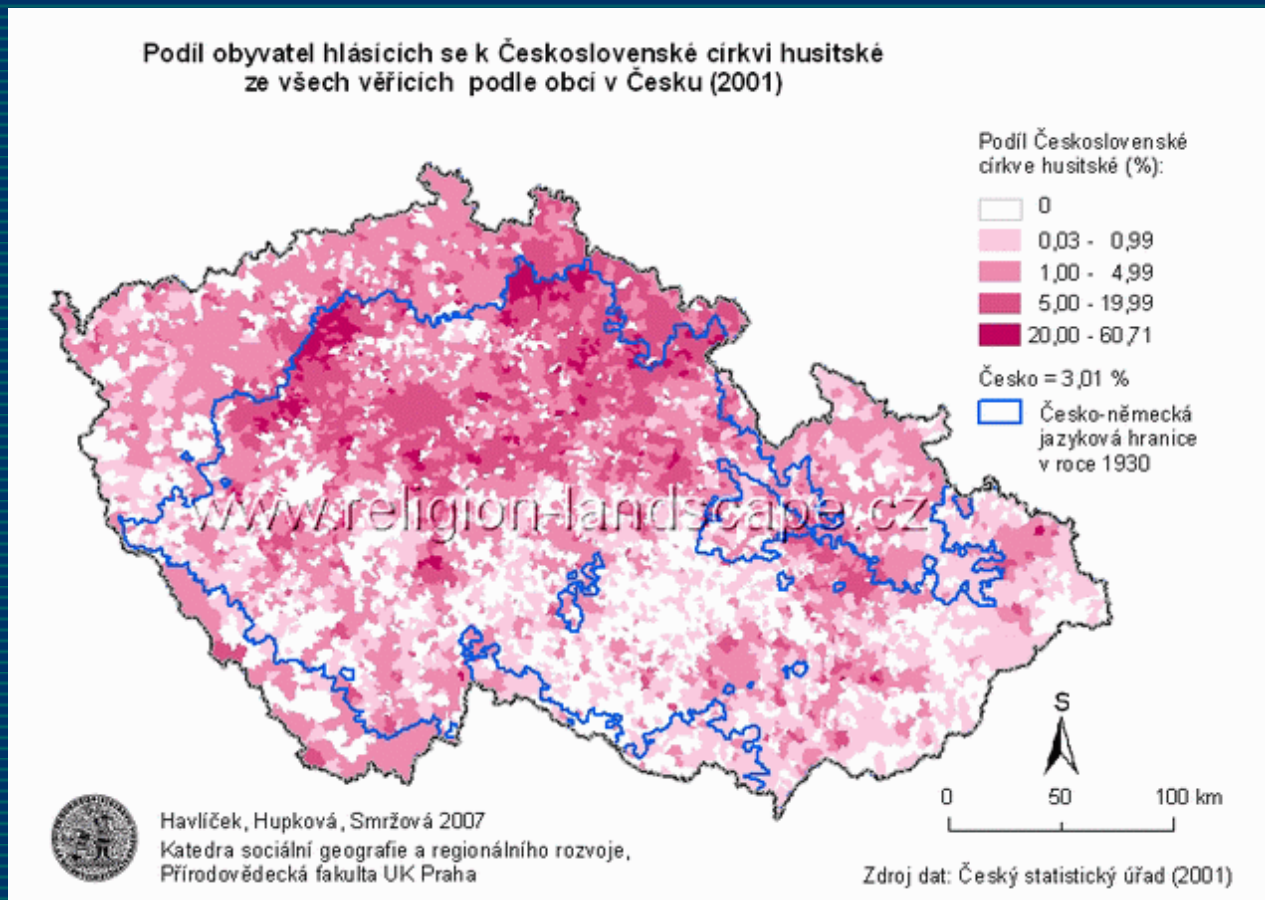 Podíl obyvatel hlásících se k Československé církvi husitské
ze všech věřících podle obcí v Česku (2001)
Podíl Československé
církve husitské (%):
0
0,03 - 0,99
1,00 - 4,99
5,00 - 19,99
20,00 - 60,71
Česko = 3,01 %
Česko-německá
jazyková hranice
v roce 1930
www.religion-landscape.cz
S
0 50 100 km
Havlíček, Hupková, Smržová 2007
Katedra sociální geografie a regionálního rozvoje,
Přírodovědecká fakulta UK Praha
Zdroj dat: Český statistický úřad (2001)